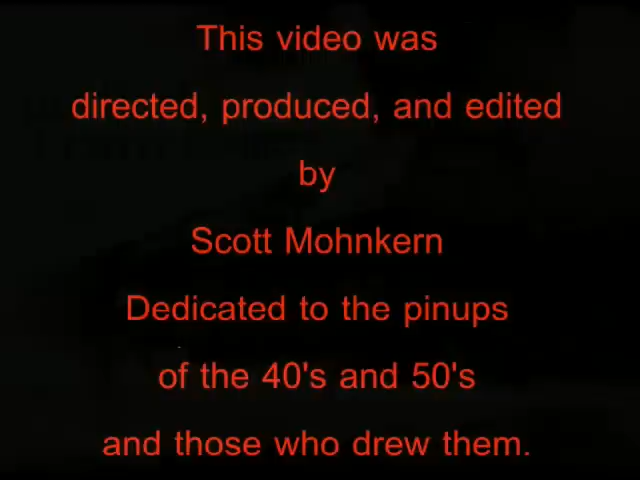 This video was
directed, produced, and edited
by
Scott Mohnkern
Dedicated to the pinups
of the 40's and 50's
and those who drew them.